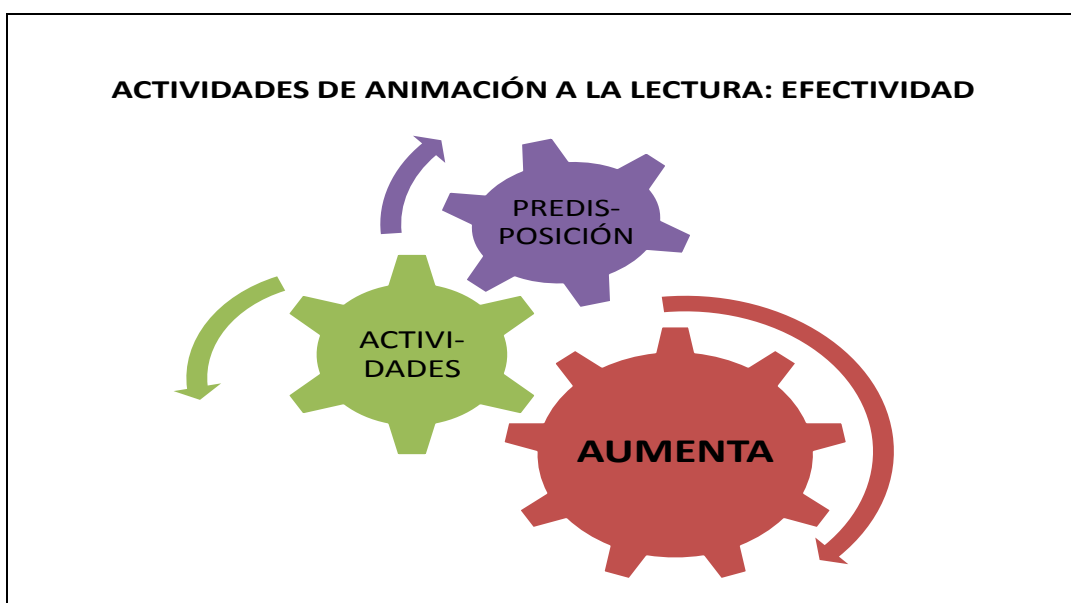 ACTIVIDADES DE ANIMACIÓN A LA LECTURA: EFECTIVIDAD
PREDIS-
POSICIÓN
ACTIVI-
DADES
AUMENTA